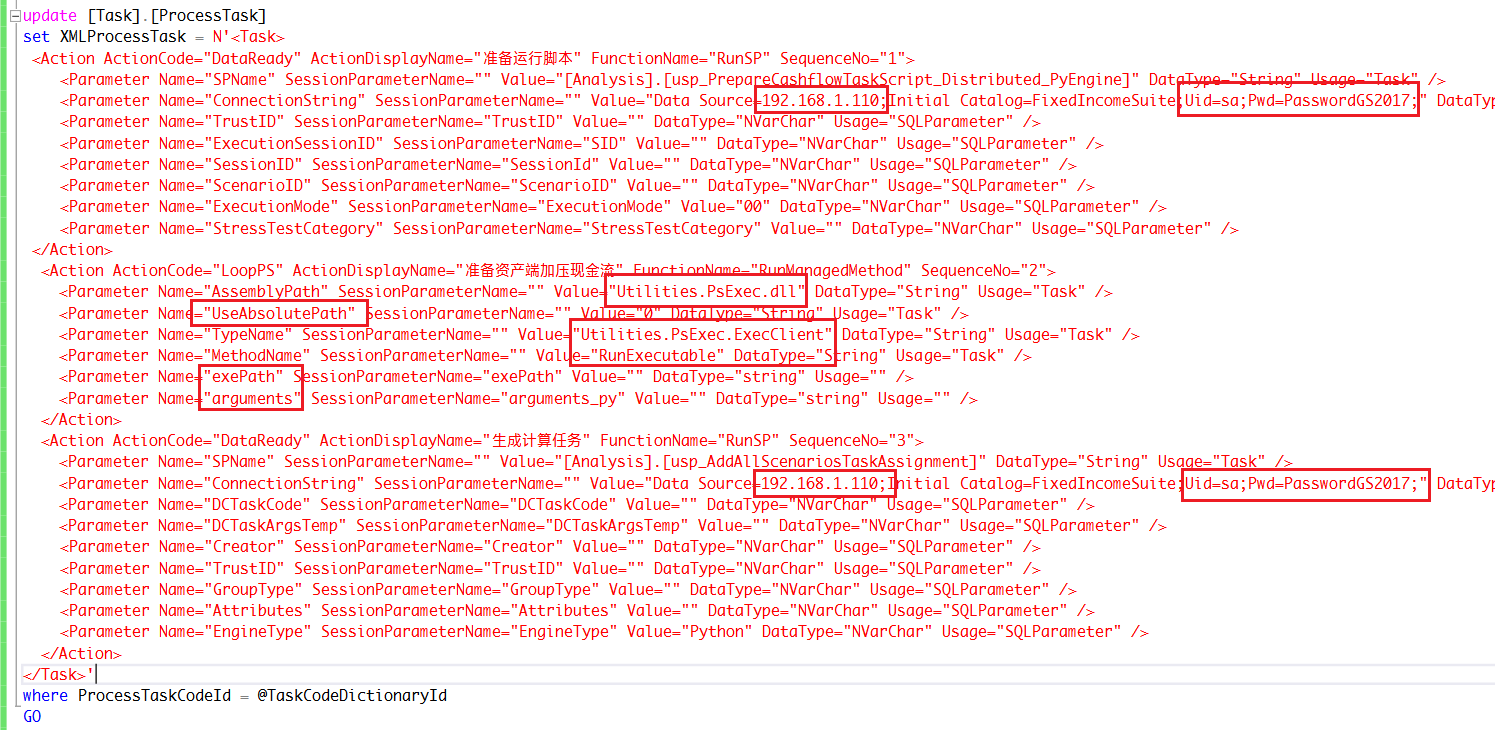 update [Task].[ProcessTask]
set XMLProcessTask = N'<Task>
<Action ActionCode="DataReady" ActionDisplayName="准备运行脚本" FunctionName="RunSP" SequenceNo="1">
<Parameter Name="SPName" SessionParameterName="" Value="[Analysis].[usp_PrepareCashflowTaskScript_Distributed_PyEngine]" DataType="String" Usage="Task" />
<Parameter Name="ConnectionString" SessionParameterName="" Value="Data Source=192.168.1.110;Initial Catalog=FixedIncomeSuite;Uid=sa;Pwd=PasswordGS2017;" DataTyp
<Parameter Name="TrustID" SessionParameterName="TrustID" Value="" DataType="NVarChar" Usage="SQLParameter" />
<Parameter Name="ExecutionSessionID" SessionParameterName="SID" Value="" DataType="NVarChar" Usage="SQLParameter" />
<Parameter Name="SessionID" SessionParameterName="SessionId" Value="" DataType="NVarChar" Usage="SQLParameter" />
<Parameter Name="ScenarioID" SessionParameterName="ScenarioID" Value="" DataType="NVarChar" Usage="SQLParameter" />
<Parameter Name="ExecutionMode" SessionParameterName="ExecutionMode" Value="00" DataType="NVarChar" Usage="SQLParameter" />
<Parameter Name="StressTestCategory" SessionParameterName="StressTestCategory" Value="" DataType="NVarChar" Usage="SQLParameter" />
</Action>
<Action ActionCode="LoopPS" ActionDisplayName="准备资产端加压现金流" FunctionName="RunManagedMethod" SequenceNo="2">
<Parameter Name="AssemblyPath" SessionParameterName="" Value="Utilities.PsExec.dll" DataType="String" Usage="Task" />
<Parameter Name="UseAbsolutePath" SessionParameterName="" Value="0" DataType="String" Usage="Task" />
<Parameter Name="TypeName" SessionParameterName="" Value="Utilities.PsExec.ExecClient" DataType="String" Usage="Task" />
<Parameter Name="MethodName" SessionParameterName="" Value="RunExecutable" DataType="String" Usage="Task" />
<Parameter Name="exePath" SessionParameterName="exePath" Value="" DataType="string" Usage="" />
<Parameter Name="arguments" SessionParameterName="arguments_py" Value="" DataType="string" Usage="" />
</Action>
<Action ActionCode="DataReady" ActionDisplayName="生成计算任务" FunctionName="RunSP" SequenceNo="3">
<Parameter Name="SPName" SessionParameterName="" Value="[Analysis].[usp_AddAllScenariosTaskAssignment]" DataType="String" Usage="Task" />
<Parameter Name="ConnectionString" SessionParameterName="" Value="Data Source=192.168.1.110;Initial Catalog=FixedIncomeSuite;Uid=sa;Pwd=PasswordGS2017;" DataTyp
<Parameter Name="DCTaskCode" SessionParameterName="DCTaskCode" Value="" DataType="NVarChar" Usage="SQLParameter" />
<Parameter Name="DCTaskArgsTemp" SessionParameterName="DCTaskArgsTemp" Value="" DataType="NVarChar" Usage="SQLParameter" />
<Parameter Name="Creator" SessionParameterName="Creator" Value="" DataType="NVarChar" Usage="SQLParameter" />
<Parameter Name="TrustID" SessionParameterName="TrustID" Value="" DataType="NVarChar" Usage="SQLParameter" />
<Parameter Name="GroupType" SessionParameterName="GroupType" Value="" DataType="NVarChar" Usage="SQLParameter" />
<Parameter Name="Attributes" SessionParameterName="Attributes" Value="" DataType="NVarChar" Usage="SQLParameter" />
<Parameter Name="EngineType" SessionParameterName="EngineType" Value="Python" DataType="NVarChar" Usage="SQLParameter" />
</Action>
</Task>'
where ProcessTaskCodeId = @TaskCodeDictionaryId
GO